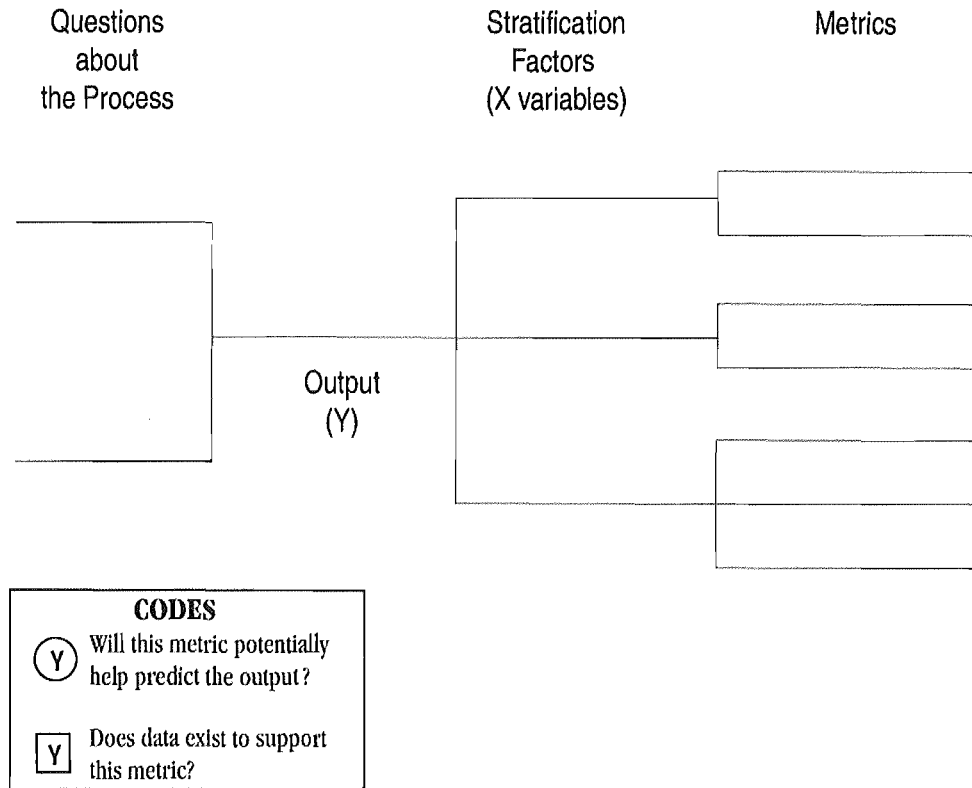 Questions
about
the Process
Stratification
Factors
(X variables)
Metrics
Output
(Y)
CODES
Y
Will this metric potentially
help predict the output?
Y
Does data exist to support
this metric?